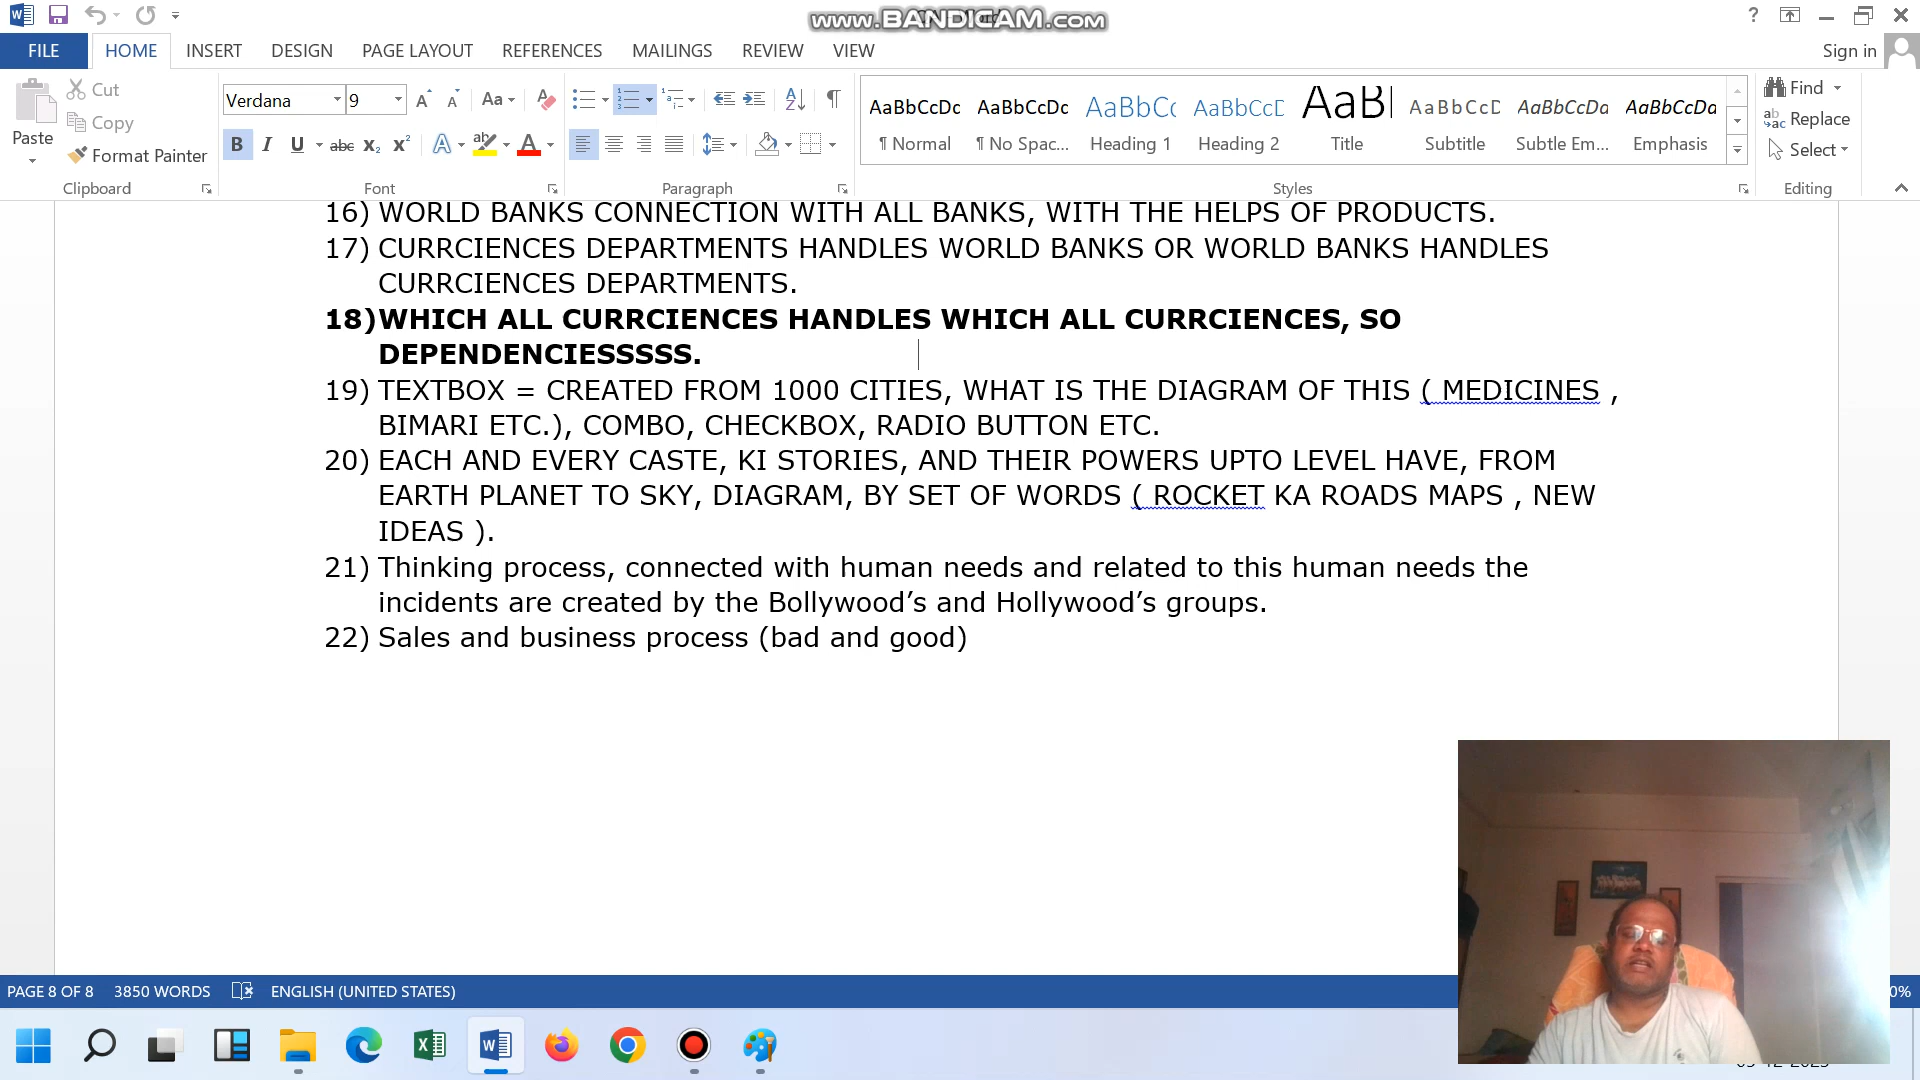 www.BANDICAM.com
? Sign in
FILE HOME INSERT DESIGN PAGE LAYOUT REFERENCES MAILINGS REVIEW VIEW
Paste
Cut
Copy
Format Painter
Clipboard
Verdana 9
Font
Paragraph
AaBbCcDc AaBbCcDc AaBbC AaBbCcD AaB AaBbCcD AaBbCcDa AaBbCcDa
¶ Normal ¶ No Spac... Heading 1 Heading 2 Title Subtitle Subtle Em... Emphasis
Styles
Find
Replace
Select
Editing
16) WORLD BANKS CONNECTION WITH ALL BANKS, WITH THE HELPS OF PRODUCTS.
17) CURRCIENCES DEPARTMENTS HANDLES WORLD BANKS OR WORLD BANKS HANDLES
CURRCIENCES DEPARTMENTS.
18) WHICH ALL CURRCIENCES HANDLES WHICH ALL CURRCIENCES, SO
DEPENDENCIESSSSS.
19) TEXTBOX = CREATED FROM 1000 CITIES, WHAT IS THE DIAGRAM OF THIS ( MEDICINES ,
BIMARI ETC.), COMBO, CHECKBOX, RADIO BUTTON ETC.
20) EACH AND EVERY CASTE, KI STORIES, AND THEIR POWERS UPTO LEVEL HAVE, FROM
EARTH PLANET TO SKY, DIAGRAM, BY SET OF WORDS ( ROCKET KA ROADS MAPS , NEW
IDEAS ).
21) Thinking process, connected with human needs and related to this human needs the
incidents are created by the Bollywood’s and Hollywood’s groups.
22) Sales and business process (bad and good)
PAGE 8 OF 8 3850 WORDS ENGLISH (UNITED STATES) 0%